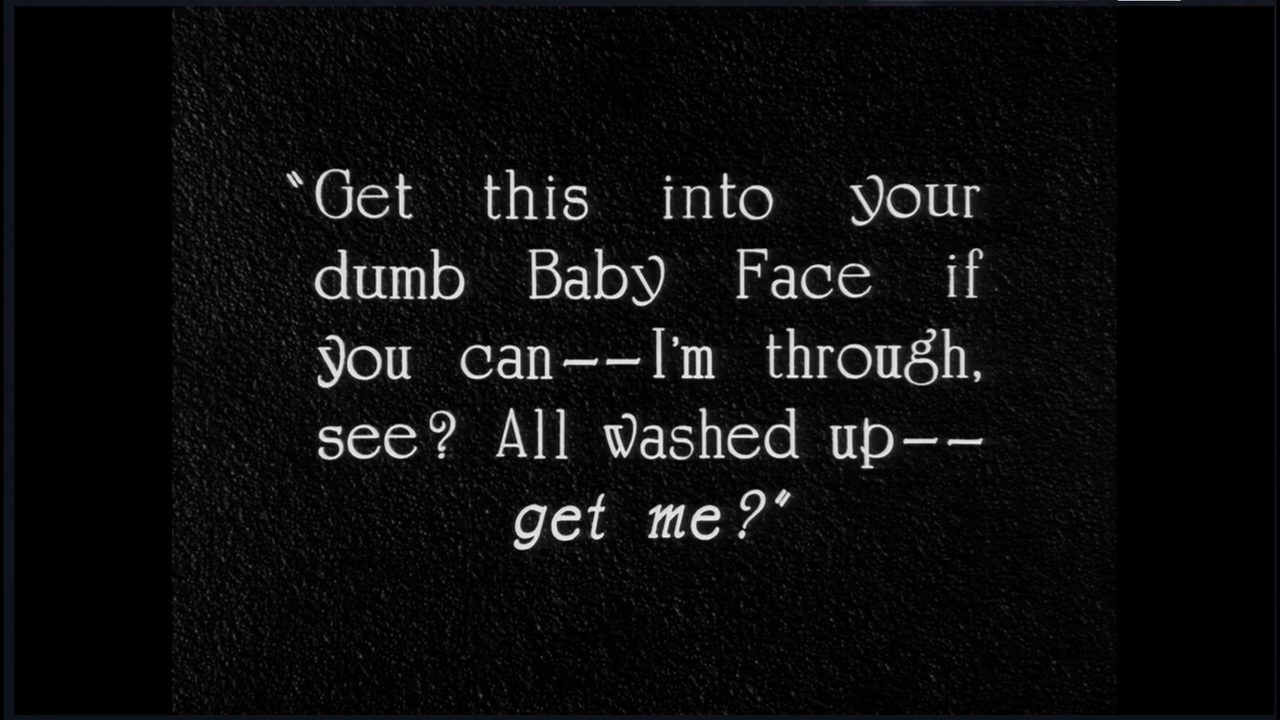 "Get this into your
dumb Baby Face if
you can--I'm through,
see? All washed up--
get me?"